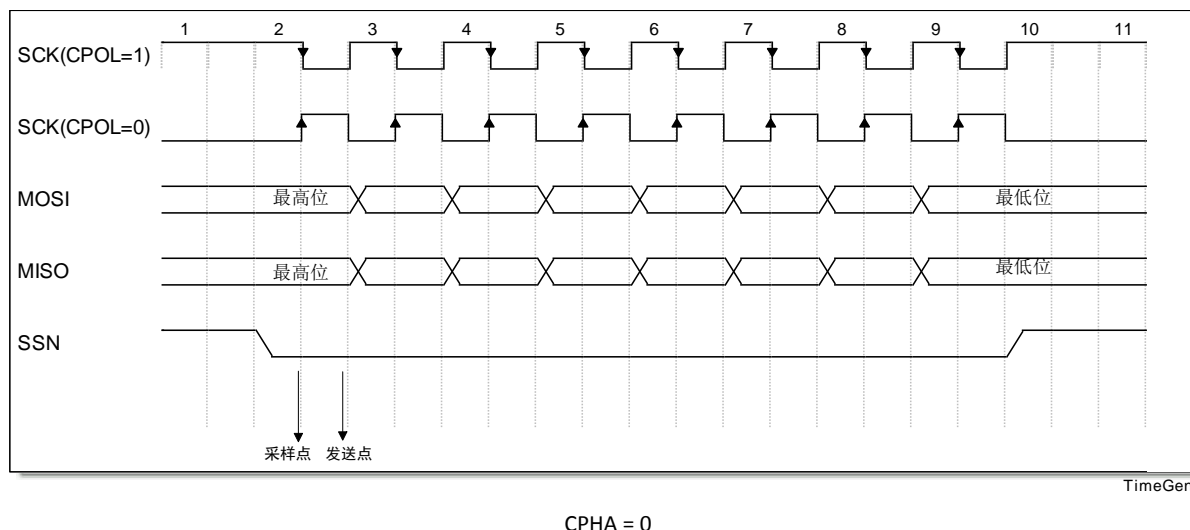 1 2 3 4 5 6 7 8 9 10 11
SCK(CPOL=1)
SCK(CPOL=0)
MOSI
最高位
最低位
MISO
最高位
最低位
SSN
采样点 发送点
TimeGen
CPHA = 0